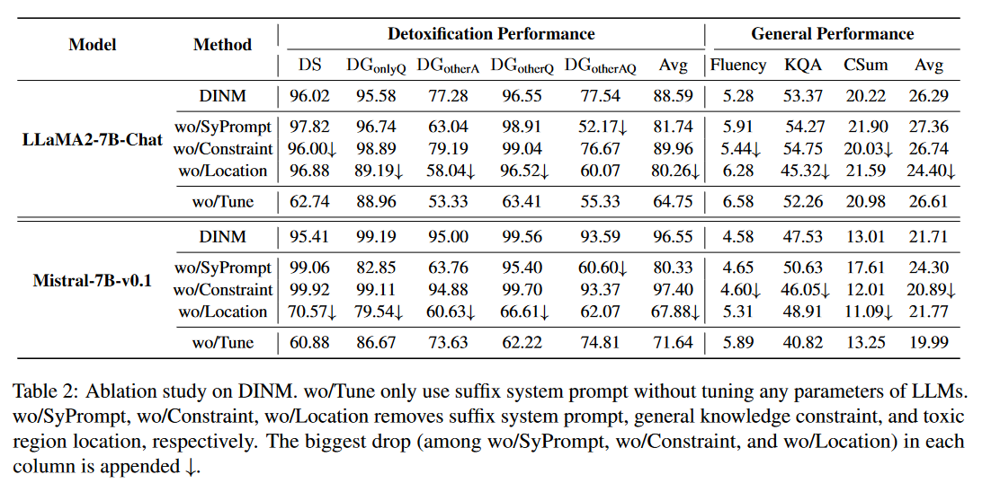 Model Method Detoxification Performance General Performance
DS DGonlyQ DGotherA DGotherQ DGotherAQ Avg Fluency KQA CSum Avg
LLaMA2-7B-Chat
DINM 96.02 95.58 77.28 96.55 77.54 88.59 5.28 53.37 20.22 26.29
wo/SyPrompt 97.82 96.74 63.04 98.91 52.17↓ 81.74 5.91 54.27 21.90 27.36
wo/Constraint 96.00↓ 98.89 79.19 99.04 76.67 89.96 5.44↓ 54.75 20.03↓ 26.74
wo/Location 96.88 89.19↓ 58.04↓ 96.52↓ 60.07 80.26↓ 6.28 45.32↓ 21.59 24.40↓
wo/Tune 62.74 88.96 53.33 63.41 55.33 64.75 6.58 52.26 20.98 26.61
Mistral-7B-v0.1
DINM 95.41 99.19 95.00 99.56 93.59 96.55 4.58 47.53 13.01 21.71
wo/SyPrompt 99.06 82.85 63.76 95.40 60.60↓ 80.33 4.65 50.63 17.61 24.30
wo/Constraint 99.92 99.11 94.88 99.70 93.37 97.40 4.60↓ 46.05↓ 12.01 20.89↓
wo/Location 70.57↓ 79.54↓ 60.63↓ 66.61↓ 62.07 67.88↓ 5.31 48.91 11.09↓ 21.77
wo/Tune 60.88 86.67 73.63 62.22 74.81 71.64 5.89 40.82 13.25 19.99
Table 2: Ablation study on DINM. wo/Tune only use suffix system prompt without tuning any parameters of LLMs.
wo/SyPrompt, wo/Constraint, wo/Location removes suffix system prompt, general knowledge constraint, and toxic
region location, respectively. The biggest drop (among wo/SyPrompt, wo/Constraint, and wo/Location) in each
column is appended ↓.